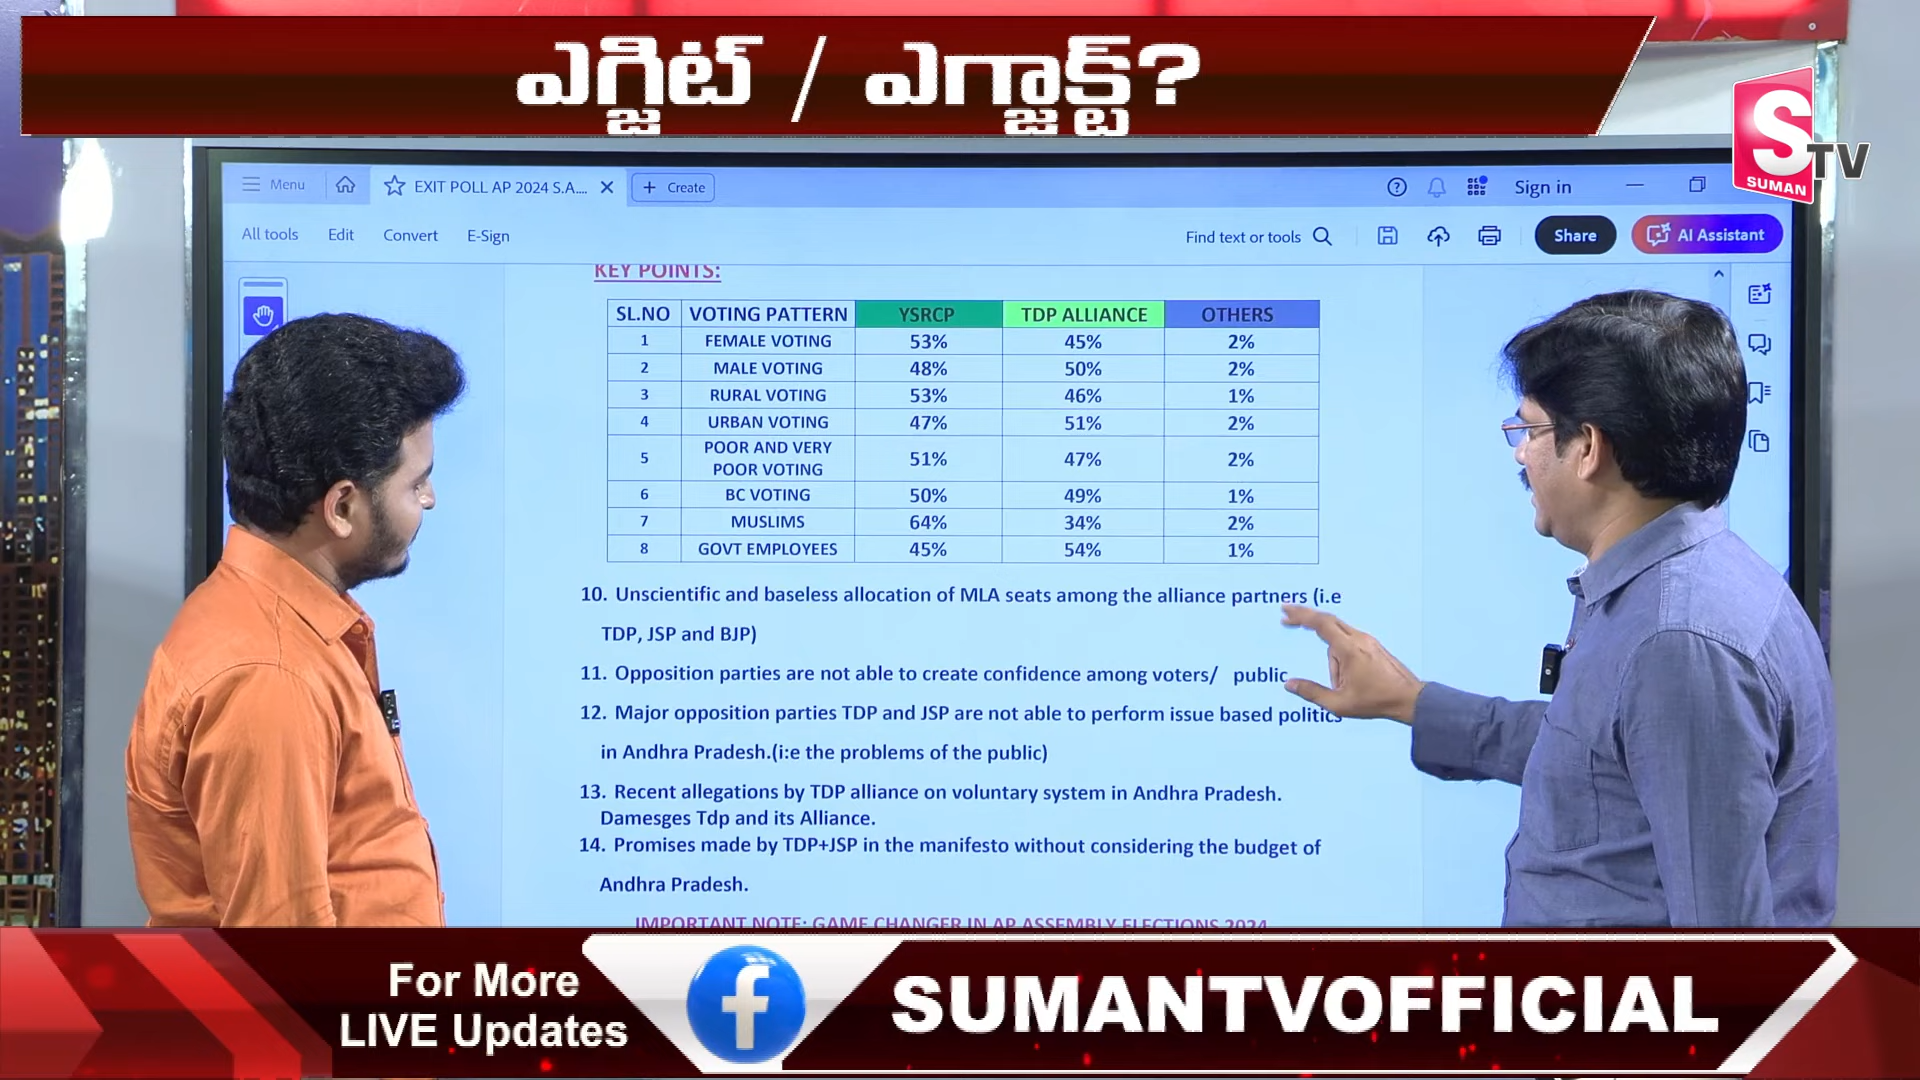 ఎగ్జిట్ / ఎగ్జాక్ట్?
S
SUMAN
TV
Menu
EXIT POLL AP 2024 S.A....
Create
Sign in
All tools
Edit
Convert
E-Sign
Find text or tools
Share
AI Assistant
KEY POINTS:
SL.NO VOTING PATTERN YSRCP TDP ALLIANCE OTHERS
1 FEMALE VOTING 53% 45% 2%
2 MALE VOTING 48% 50% 2%
3 RURAL VOTING 53% 46% 1%
4 URBAN VOTING 47% 51% 2%
5 POOR AND VERY POOR VOTING 51% 47% 2%
6 BC VOTING 50% 49% 1%
7 MUSLIMS 64% 34% 2%
8 GOVT EMPLOYEES 45% 54% 1%
10. Unscientific and baseless allocation of MLA seats among the alliance partners (i.e
TDP, JSP and BJP)
11. Opposition parties are not able to create confidence among voters/ public
12. Major opposition parties TDP and JSP are not able to perform issue based politics
in Andhra Pradesh.(i:e the problems of the public)
13. Recent allegations by TDP alliance on voluntary system in Andhra Pradesh.
Damesges Tdp and its Alliance.
14. Promises made by TDP+JSP in the manifesto without considering the budget of
Andhra Pradesh.
IMPORTANT NOTE: GAME CHANGER IN AP ASSEMBLY ELECTIONS 2024
For More
LIVE Updates
f
SUMANTVOFFICIAL